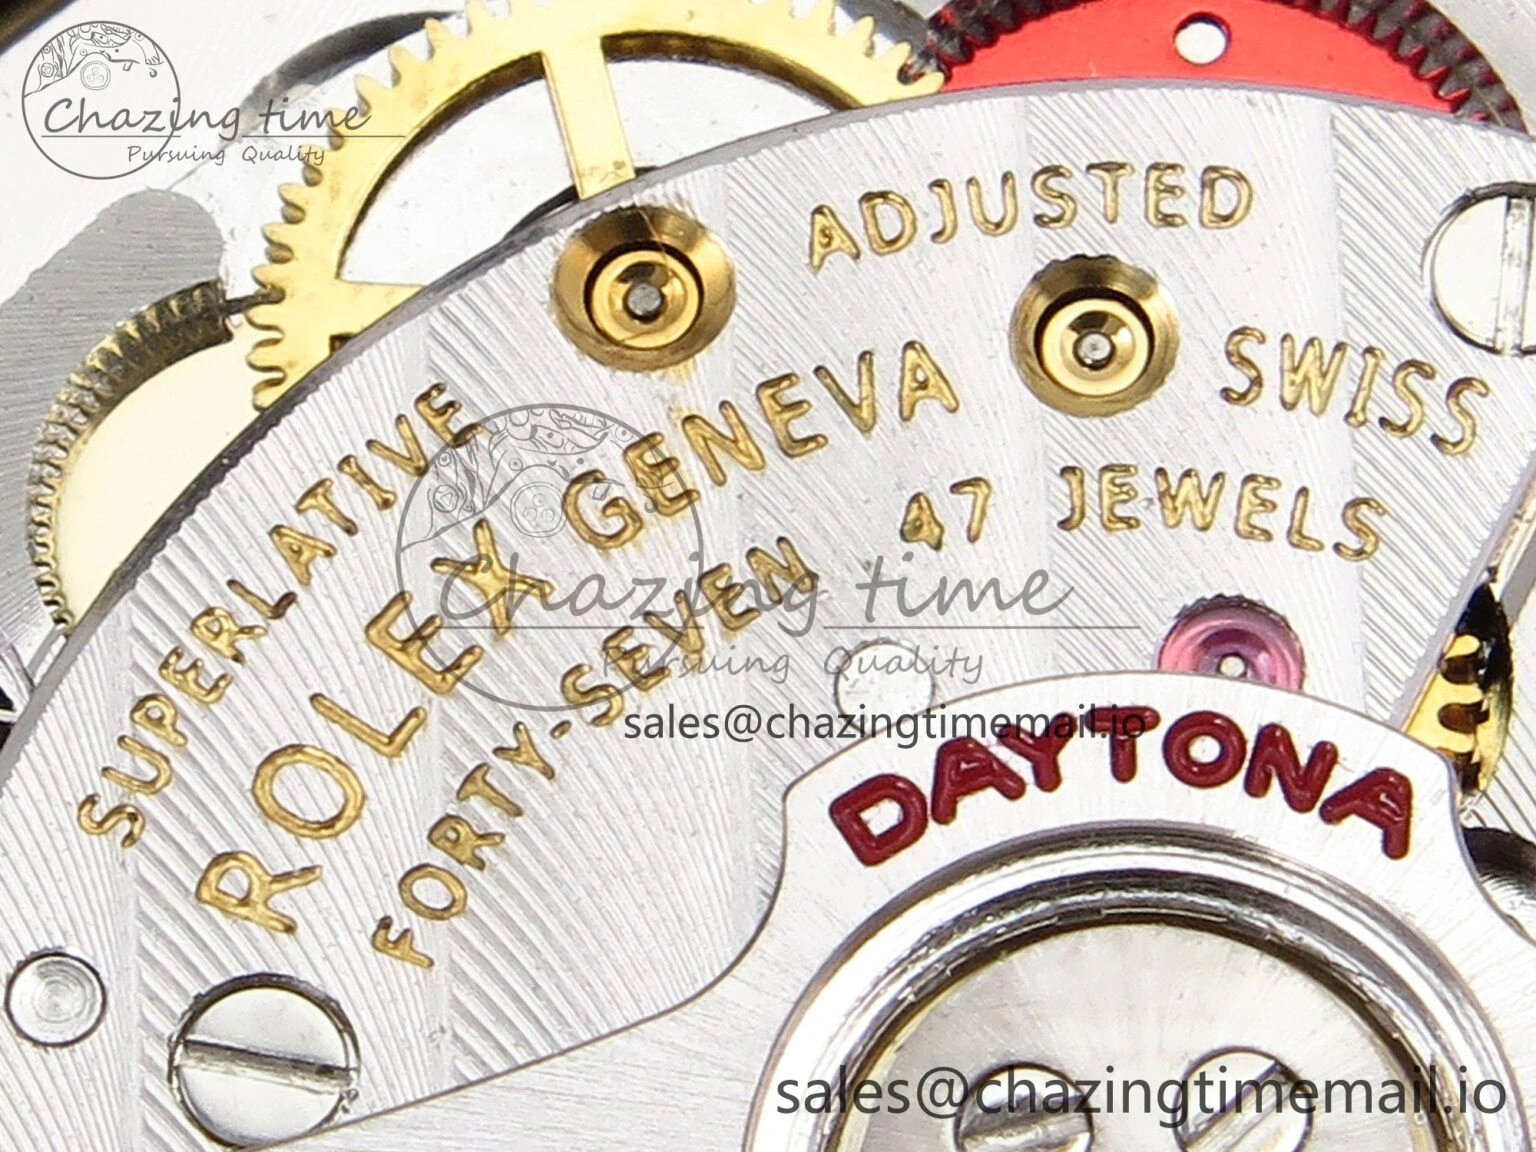 Chazing time
Pursuing Quality
ADJUSTED
SUPERLATIVE
SWISS
ROLEX GENEVA
FORTY-SEVEN 47 JEWELS
Chazing time
Pursuing Quality
sales@chazingtimemail.io
DAYTONA
sales@chazingtimemail.io